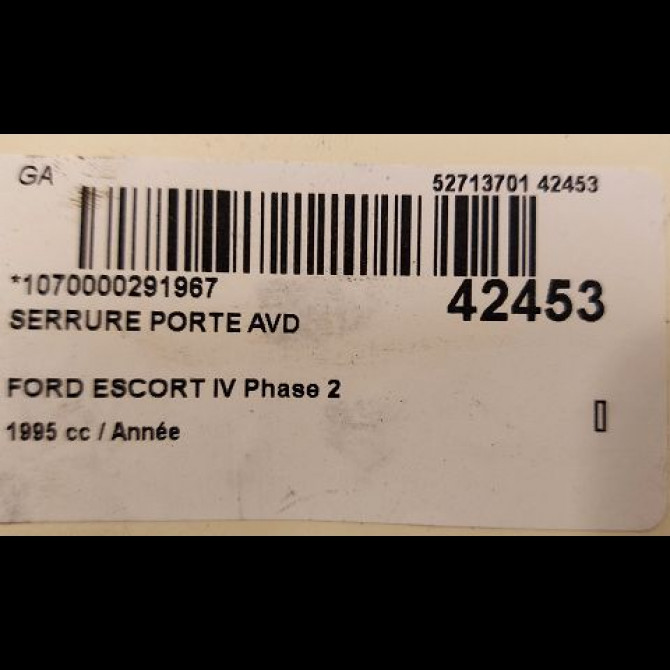 GA
52713701 42453
*1070000291967
42453
SERRURE PORTE AVD
FORD ESCORT IV Phase 2
1995 cc / Année